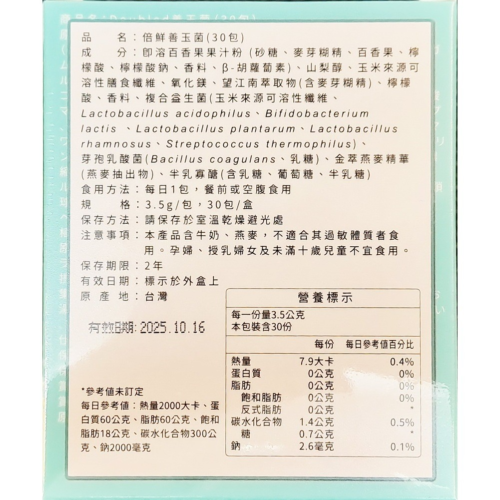 品　　名：倍鮮善玉菌(30包)
成　　分：即溶百香果果汁粉（砂糖、麥芽糊精、百香果、檸
檬酸、檸檬酸鈉、香料、β-胡蘿蔔素)、山梨醇、玉米來源可
溶性膳食纖維、氧化鎂、望江南萃取物(含麥芽糊精)、檸檬
酸、香料、複合益生菌(玉米來源可溶性纖維、
Lactobacillus acidophilus、Bifidobacterium
lactis 、Lactobacillus plantarum、Lactobacillus
rhamnosus、Streptococcus thermophilus)、
芽孢乳酸菌(Bacillus coagulans、乳糖)、金萃燕麥精華
(燕麥抽出物)、半乳寡醣(含乳糖、葡萄糖、半乳糖)
食用方法：每日1包，餐前或空腹食用
規　　格：3.5g/包，30包/盒
保存方法：請保存於室溫乾燥避光處
注意事項：本產品含牛奶、燕麥，不適合其過敏體質者食
用。孕婦、授乳婦女及未滿十歲兒童不宜食用。
保存期限：2年
有效日期：標示於外盒上
原 產 地：台灣
有效日期:2025.10.16
*參考值未訂定
每日參考值：熱量2000大卡、蛋
白質60公克、脂肪60公克、飽
和脂肪18公克、碳水化合物300公
克、鈉2000毫克
營養標示
每一份量3.5公克
本包裝含30份
每份　每日參考值百分比
熱量　7.9大卡　0.4%
蛋白質　0公克　0%
脂肪　0公克　0%
飽和脂肪　0公克　0%
反式脂肪　0公克　*
碳水化合物　1.4公克　0.5%
糖　0.7公克　*
鈉　2.6毫克　0.1%